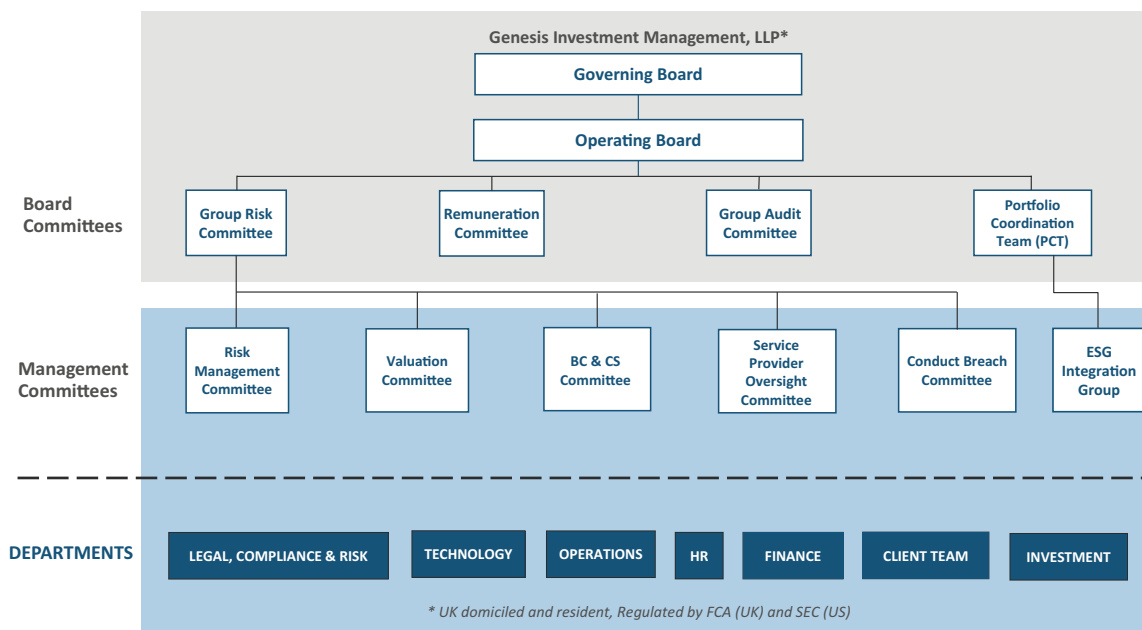 Genesis Investment Management, LLP*
Governing Board
Operating Board
Board
Committees
Group Risk
Committee
Remuneration
Committee
Group Audit
Committee
Portfolio
Coordination
Team (PCT)
Management
Committees
Risk
Management
Committee
Valuation
Committee
BC & CS
Committee
Service
Provider
Oversight
Committee
Conduct Breach
Committee
ESG
Integration
Group
DEPARTMENTS
LEGAL, COMPLIANCE & RISK
TECHNOLOGY
OPERATIONS
HR
FINANCE
CLIENT TEAM
INVESTMENT
* UK domiciled and resident, Regulated by FCA (UK) and SEC (US)